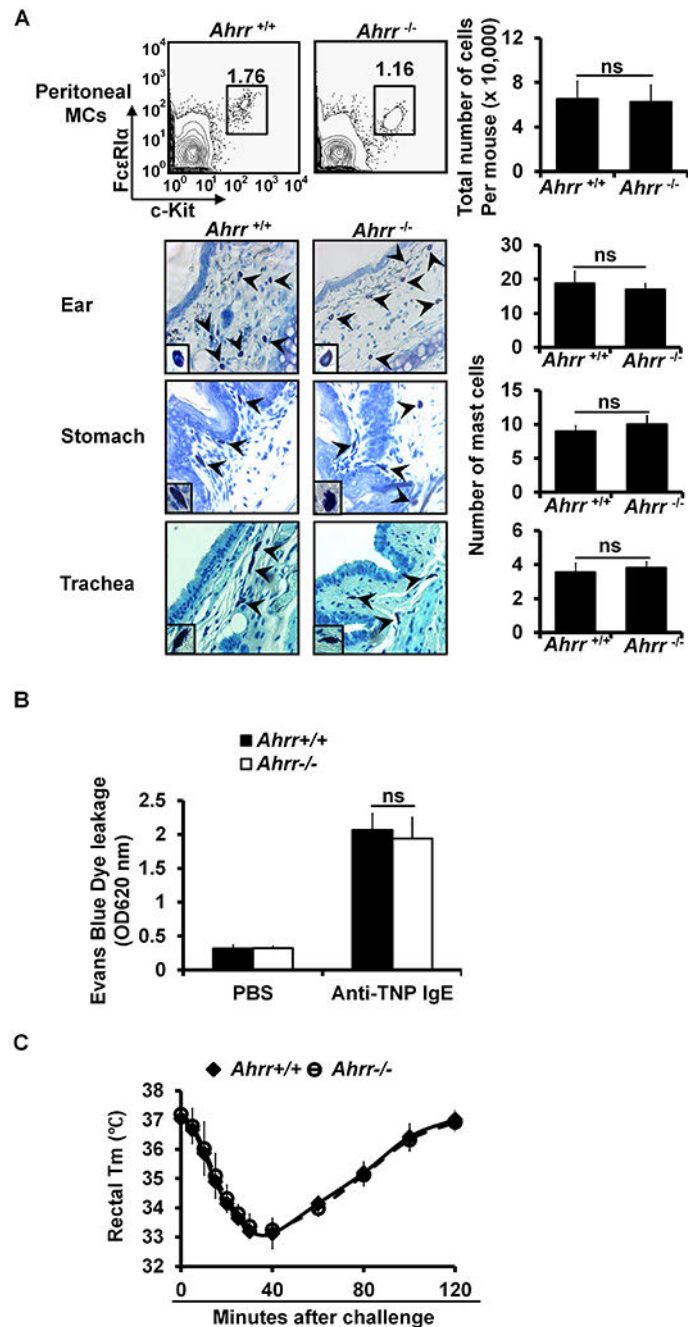 A
Ahrr +/+
Ahrr -/-
1.76
1.16
Peritoneal
MCs
FcεRIα
10⁴
10³
10²
10¹
10⁰
10⁰ 10¹ 10² 10³ 10⁴
c-Kit
Total number of cells
Per mouse (x 10,000)
12
8
4
0
ns
Ahrr +/+
Ahrr -/-
Ahrr +/+
Ahrr -/-
Ear
Stomach
Trachea
Number of mast cells
30
20
10
0
ns
Ahrr +/+
Ahrr -/-
15
10
5
0
ns
Ahrr +/+
Ahrr -/-
6
4
2
0
ns
Ahrr +/+
Ahrr -/-
B
Ahrr+/+
Ahrr-/-
Evans Blue Dye leakage
(OD620 nm)
2.5
2
1.5
1
0.5
0
ns
PBS
Anti-TNP IgE
C
Ahrr+/+
Ahrr-/-
Rectal Tm (°C)
38
37
36
35
34
33
32
0 40 80 120
Minutes after challenge